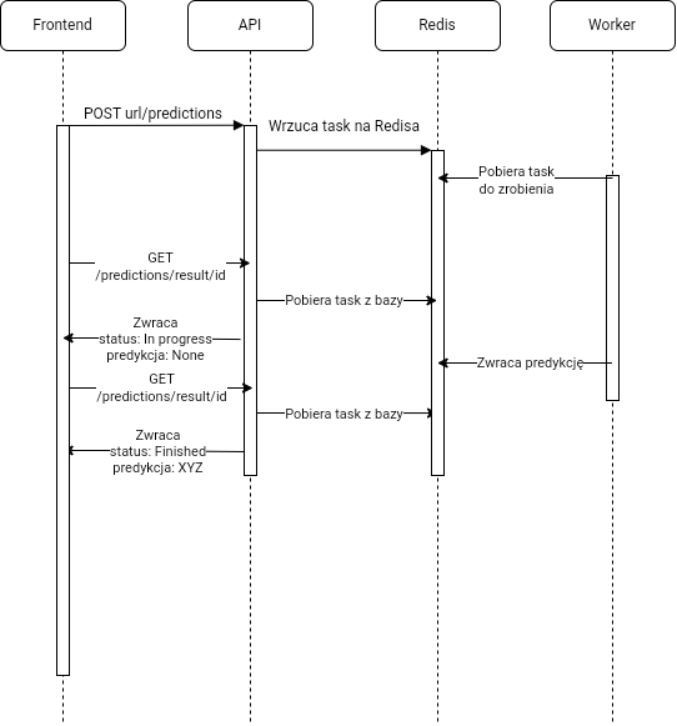 Frontend
API
Redis
Worker
POST url/predictions
Wrzuca task na Redisa
Pobiera task
do zrobienia
GET
/predictions/result/id
Pobiera task z bazy
Zwraca
status: In progress
predykcja: None
Zwraca predykcję
GET
/predictions/result/id
Pobiera task z bazy
Zwraca
status: Finished
predykcja: XYZ